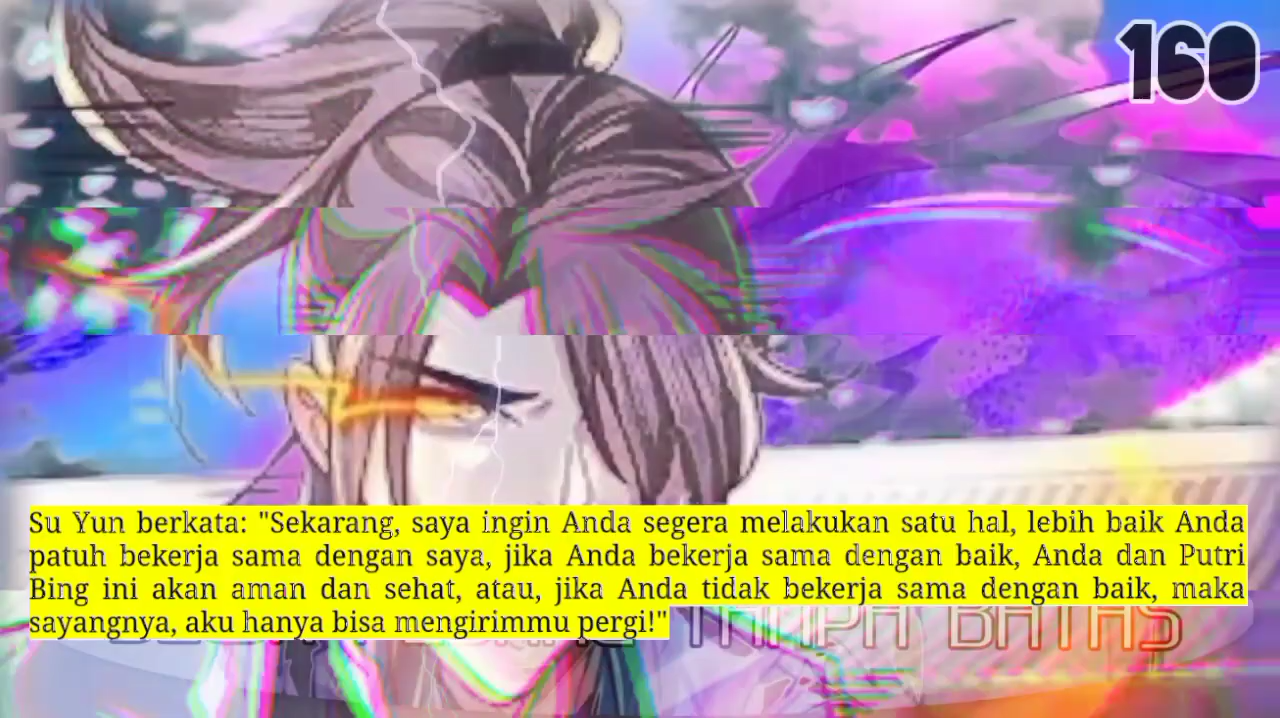 160
Su Yun berkata: "Sekarang, saya ingin Anda segera melakukan satu hal, lebih baik Anda
patuh bekerja sama dengan saya, jika Anda bekerja sama dengan baik, Anda dan Putri
Bing ini akan aman dan sehat, atau, jika Anda tidak bekerja sama dengan baik, maka
sayangnya, aku hanya bisa mengirimmu pergi!"
TANPA BATAS